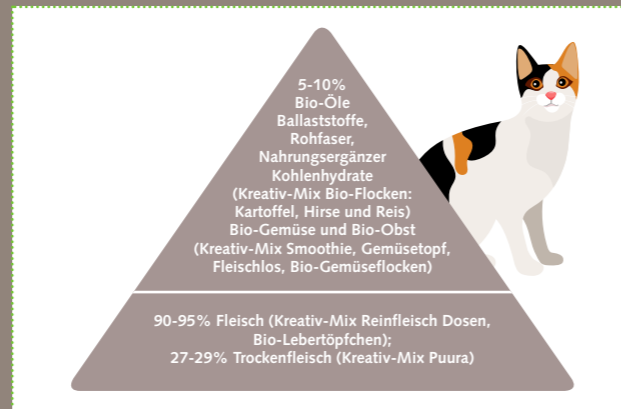 5-10%
Bio-Öle
Ballaststoffe,
Rohfaser,
Nahrungsergänzer
Kohlenhydrate
(Kreativ-Mix Bio-Flocken:
Kartoffel, Hirse und Reis)
Bio-Gemüse und Bio-Obst
(Kreativ-Mix Smoothie, Gemüsetopf,
Fleischlos, Bio-Gemüseflocken)
90-95% Fleisch (Kreativ-Mix Reinfleisch Dosen,
Bio-Lebertöpfchen);
27-29% Trockenfleisch (Kreativ-Mix Puura)